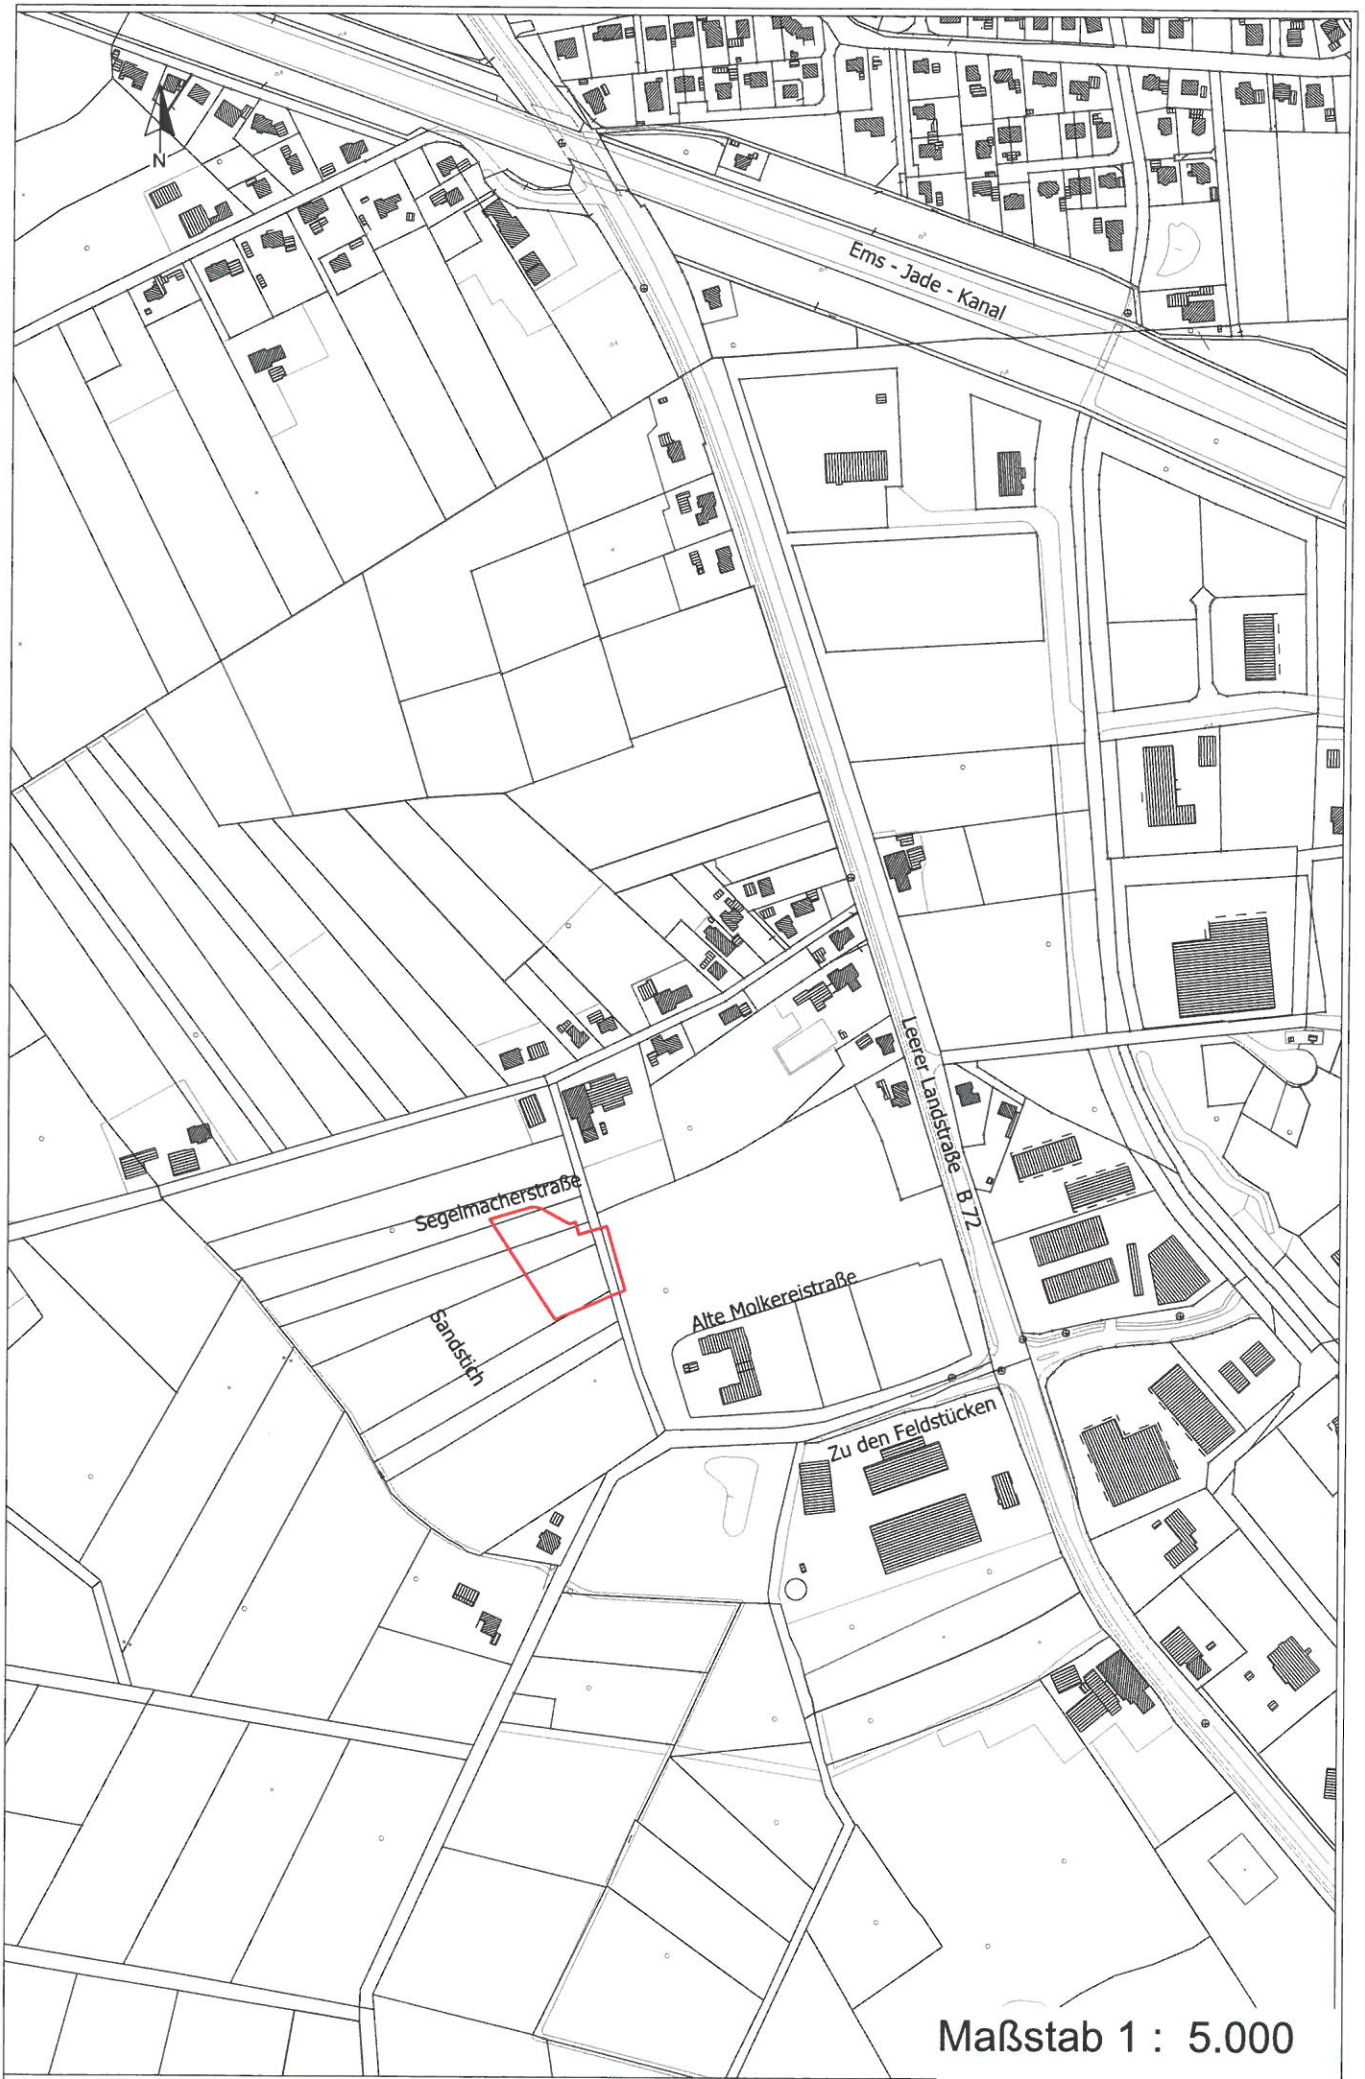 N
Ems - Jade - Kanal
Leerer Landstraße B 72
Segelmacherstraße
Alte Molkereistraße
Sandstich
Zu den Feldstücken
Maßstab 1 : 5.000